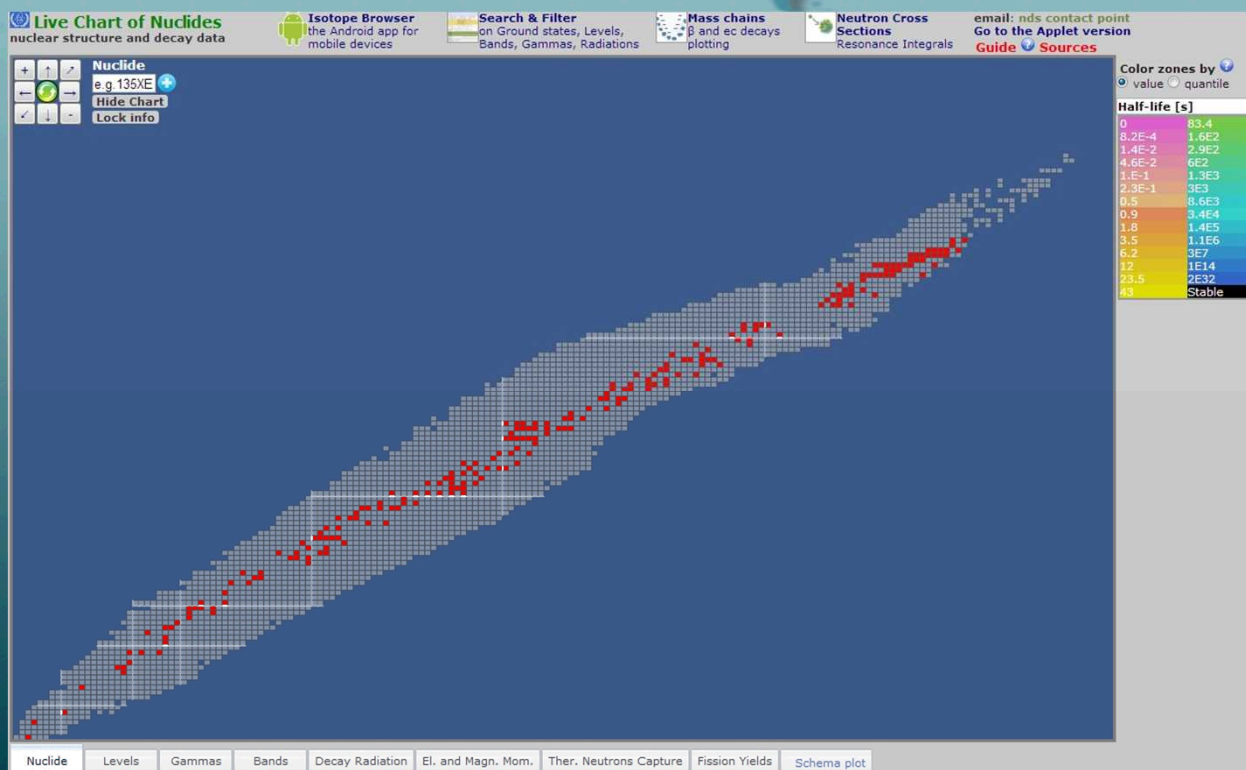 Live Chart of Nuclides
nuclear structure and decay data
Isotope Browser
the Android app for
mobile devices
Search & Filter
on Ground states, Levels,
Bands, Gammas, Radiations
Mass chains
β and ec decays
plotting
Neutron Cross
Sections
Resonance Integrals
email: nds contact point
Go to the Applet version
Guide ? Sources
+ ↑ ↗
← →
↙ ↓ -
Nuclide
e.g.135XE
Hide Chart
Lock info
Color zones by ?
value quantile
Half-life [s]
0 83.4
8.2E-4 1.6E2
1.4E-2 2.9E2
4.6E-2 6E2
1.E-1 1.3E3
2.3E-1 3E3
0.5 8.6E3
0.9 3.4E4
1.8 1.4E5
3.5 1.1E6
6.2 3E7
12 1E14
23.5 2E32
43 Stable
Nuclide Levels Gammas Bands Decay Radiation El. and Magn. Mom. Ther. Neutrons Capture Fission Yields Schema plot